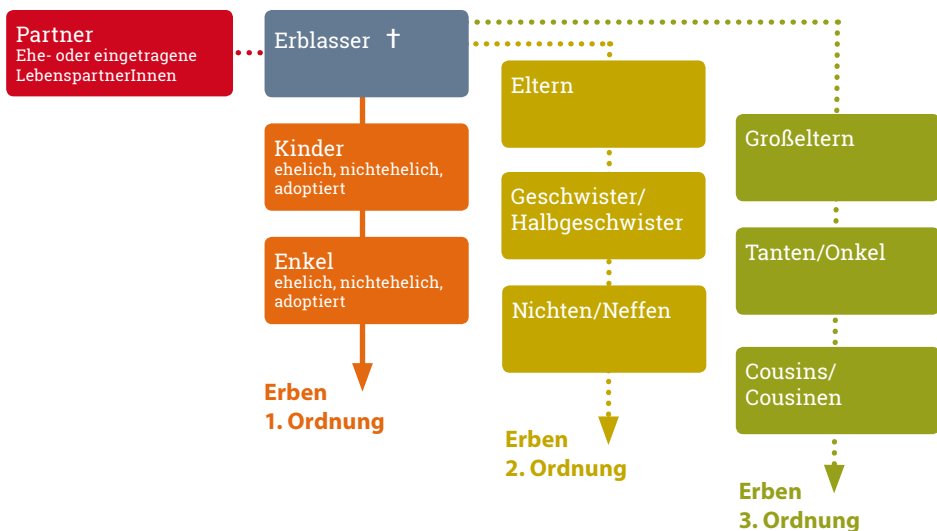 Partner
Ehe- oder eingetragene
LebenspartnerInnen
Erblasser †
Kinder
ehelich, nichtehelich,
adoptiert
Enkel
ehelich, nichtehelich,
adoptiert
Erben
1. Ordnung
Eltern
Geschwister/
Halbgeschwister
Nichten/Neffen
Erben
2. Ordnung
Großeltern
Tanten/Onkel
Cousins/
Cousinen
Erben
3. Ordnung